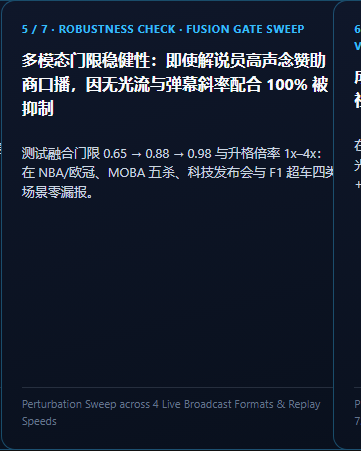 5 / 7 · ROBUSTNESS CHECK · FUSION GATE SWEEP
多模态门限稳健性：即使解说员高声念赞助
商口播，因无光流与弹幕斜率配合 100% 被
抑制
测试融合门限 0.65 → 0.88 → 0.98 与升格倍率 1x–4x：
在 NBA/欧冠、MOBA 五杀、科技发布会与 F1 超车四类
场景零漏报。
Perturbation Sweep across 4 Live Broadcast Formats & Replay
Speeds